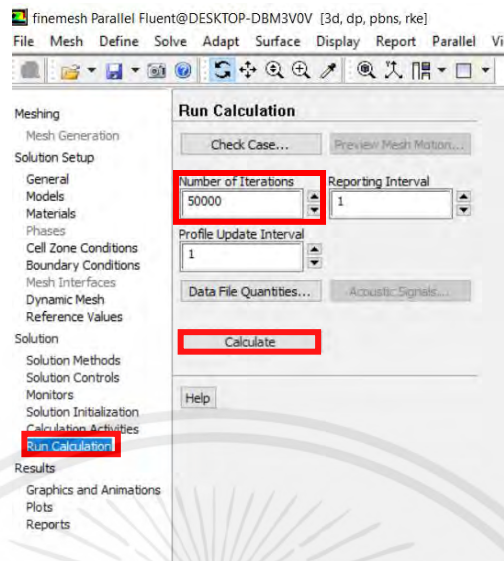 finemesh Parallel Fluent@DESKTOP-DBM3V0V [3d, dp, pbns, rke]
File Mesh Define Solve Adapt Surface Display Report Parallel Vi
Meshing
Mesh Generation
Solution Setup
General
Models
Materials
Phases
Cell Zone Conditions
Boundary Conditions
Mesh Interfaces
Dynamic Mesh
Reference Values
Solution
Solution Methods
Solution Controls
Monitors
Solution Initialization
Calculation Activities
Run Calculation
Results
Graphics and Animations
Plots
Reports
Run Calculation
Check Case... Preview Mesh Motion...
Number of Iterations Reporting Interval
50000 1
Profile Update Interval
1
Data File Quantities... Acoustic Signals...
Calculate
Help